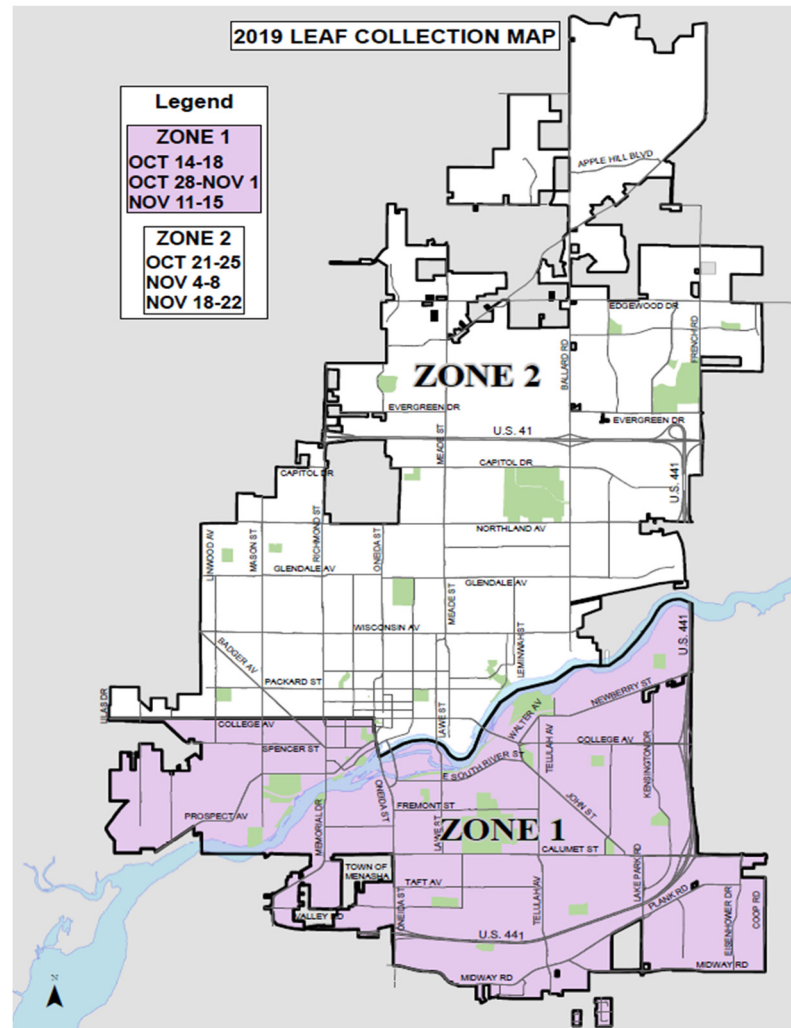 2019 LEAF COLLECTION MAP
Legend
ZONE 1
OCT 14-18
OCT 28-NOV 1
NOV 11-15
ZONE 2
OCT 21-25
NOV 4-8
NOV 18-22
APPLE HILL BLVD
EDGEWOOD DR
BALLARD RD
FRENCH RD
ZONE 2
EVERGREEN DR
EVERGREEN DR
MEADE ST
U.S. 41
CAPITOL DR
CAPITOL DR
U.S. 441
LINWOOD AV
MASON ST
RICHMOND ST
ONEIDA ST
NORTHLAND AV
GLENDALE AV
GLENDALE AV
MEADE ST
WISCONSIN AV
LEMINWAH ST
BADGER AV
U.S. 441
PACKARD ST
NEWBERRY ST
ULAS DR
COLLEGE AV
LAWE ST
WALTER AV
TELULAH AV
COLLEGE AV
SPENCER ST
KENSINGTON DR
E SOUTH RIVER ST
ONEIDA ST
JOHN ST
FREMONT ST
PROSPECT AV
MEMORIAL DR
LAWE ST
ZONE 1
CALUMET ST
LAKE PARK RD
TOWN OF
MENASHA
TAFT AV
ONEIDA ST
TELULAH AV
PLANK RD
EISENHOWER DR
COOP RD
VALLEY RD
U.S. 441
MIDWAY RD
MIDWAY RD
N